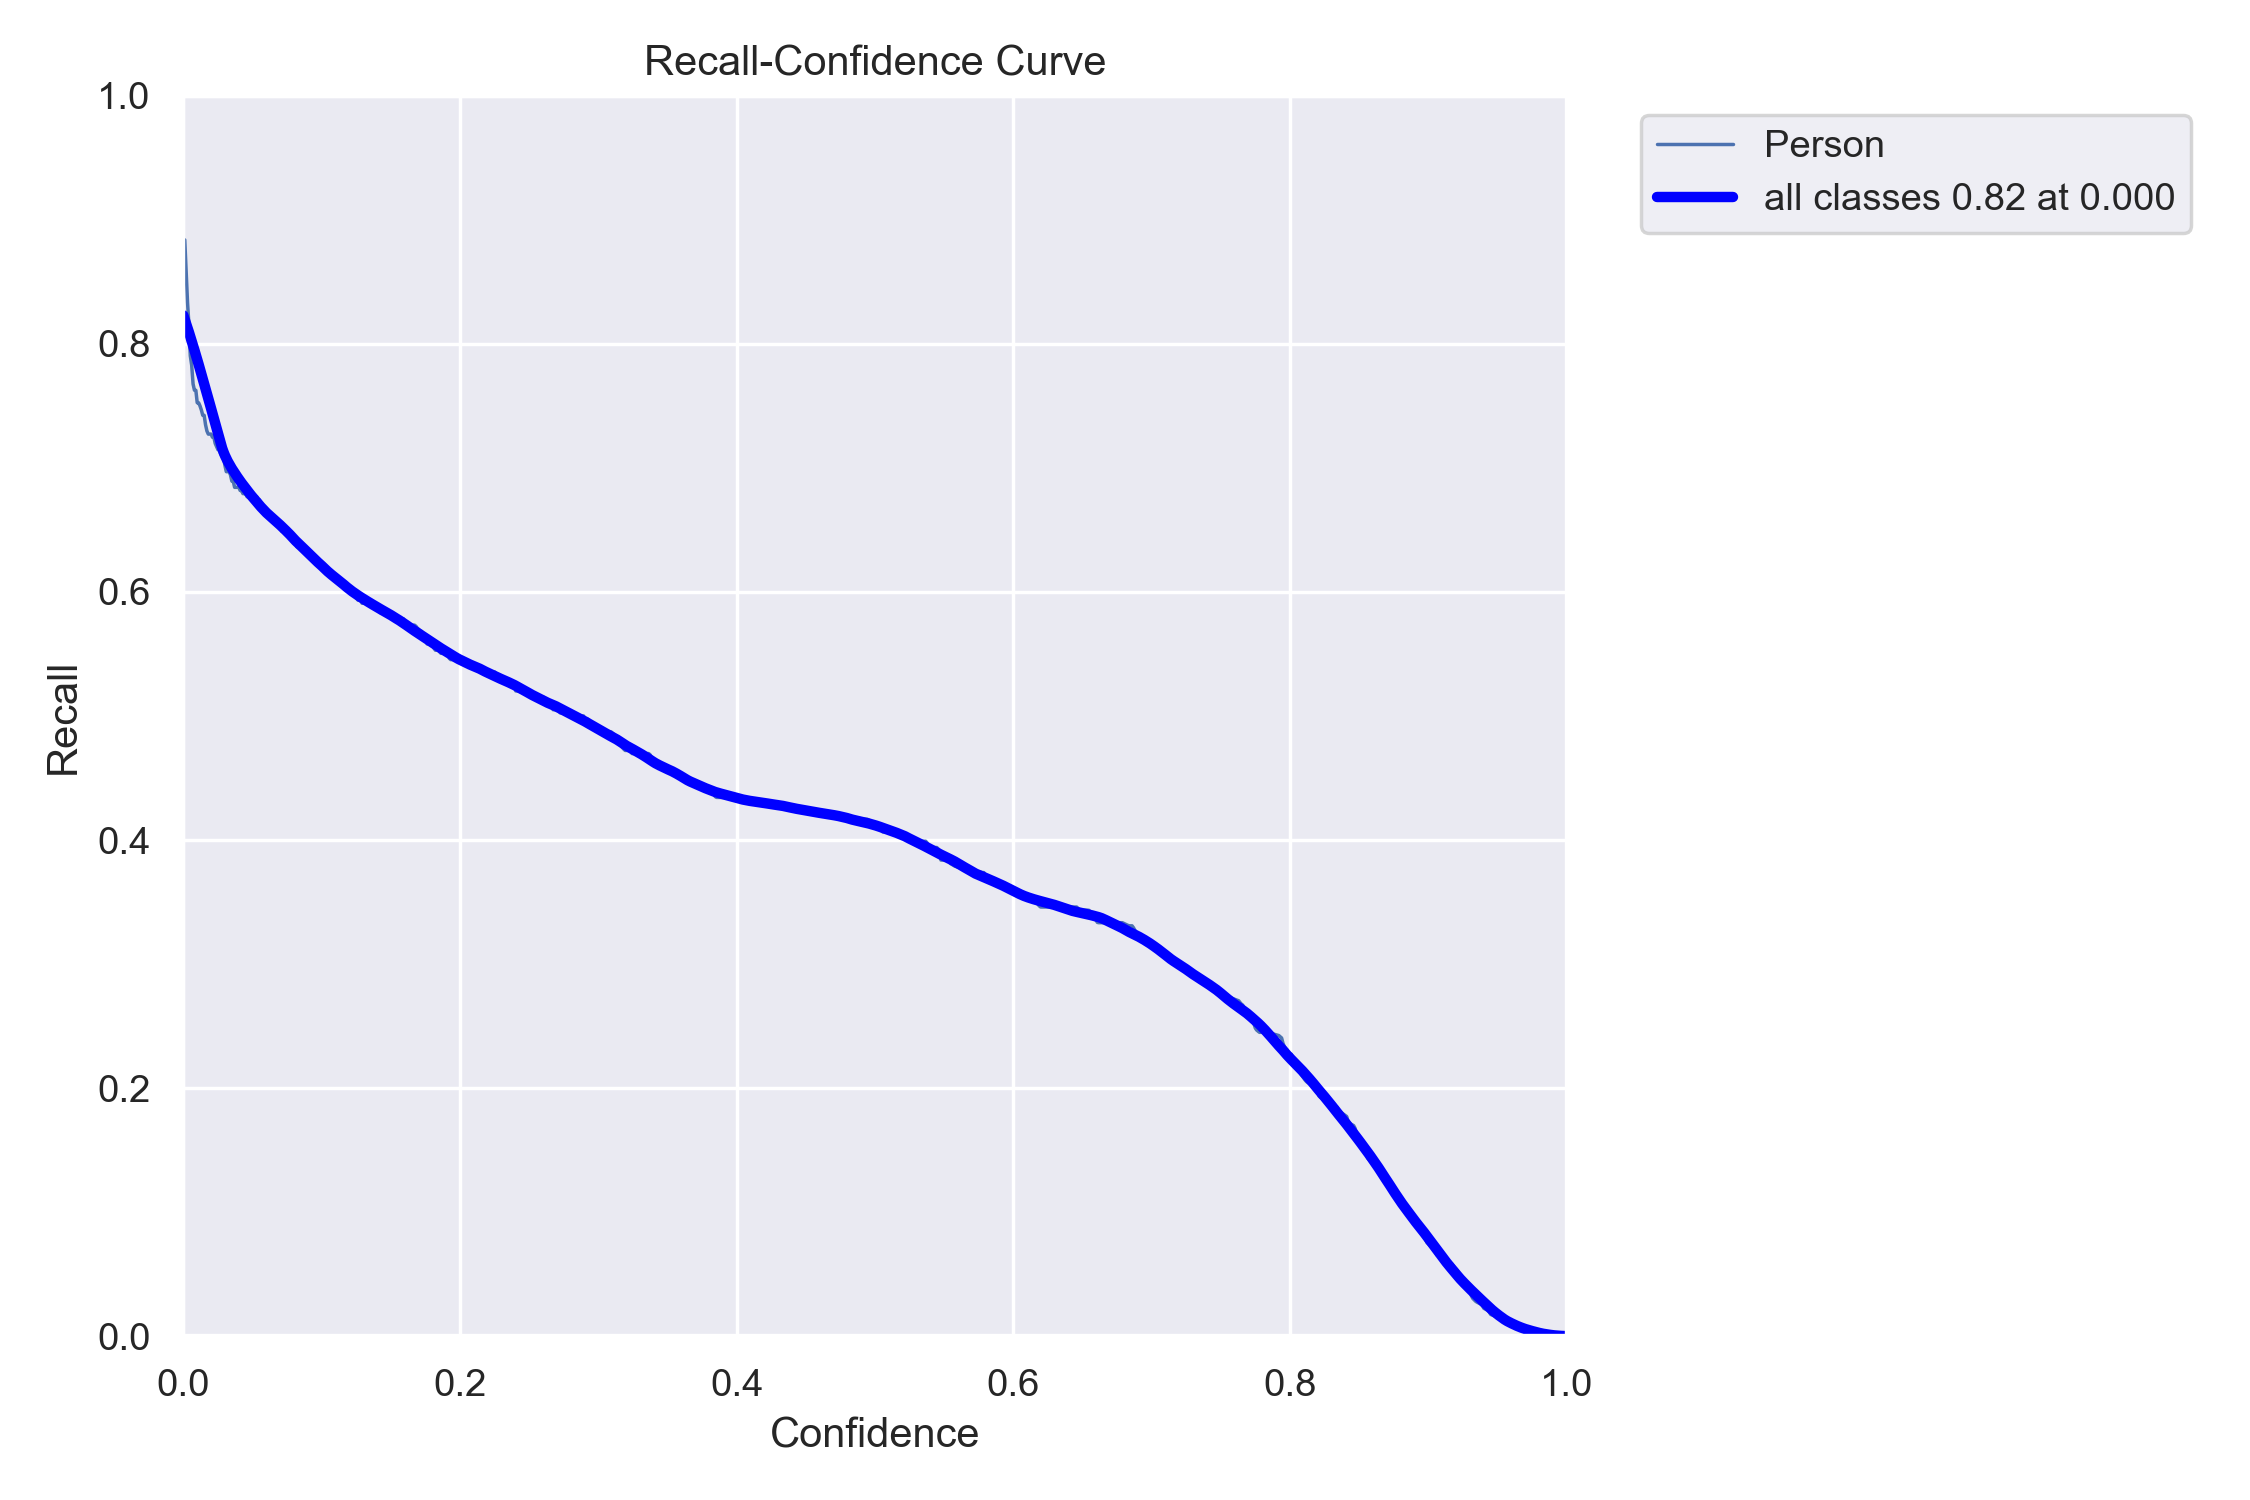 Recall-Confidence Curve
1.0
0.8
0.6
0.4
0.2
0.0
Recall
0.0 0.2 0.4 0.6 0.8 1.0
Confidence
Person
all classes 0.82 at 0.000